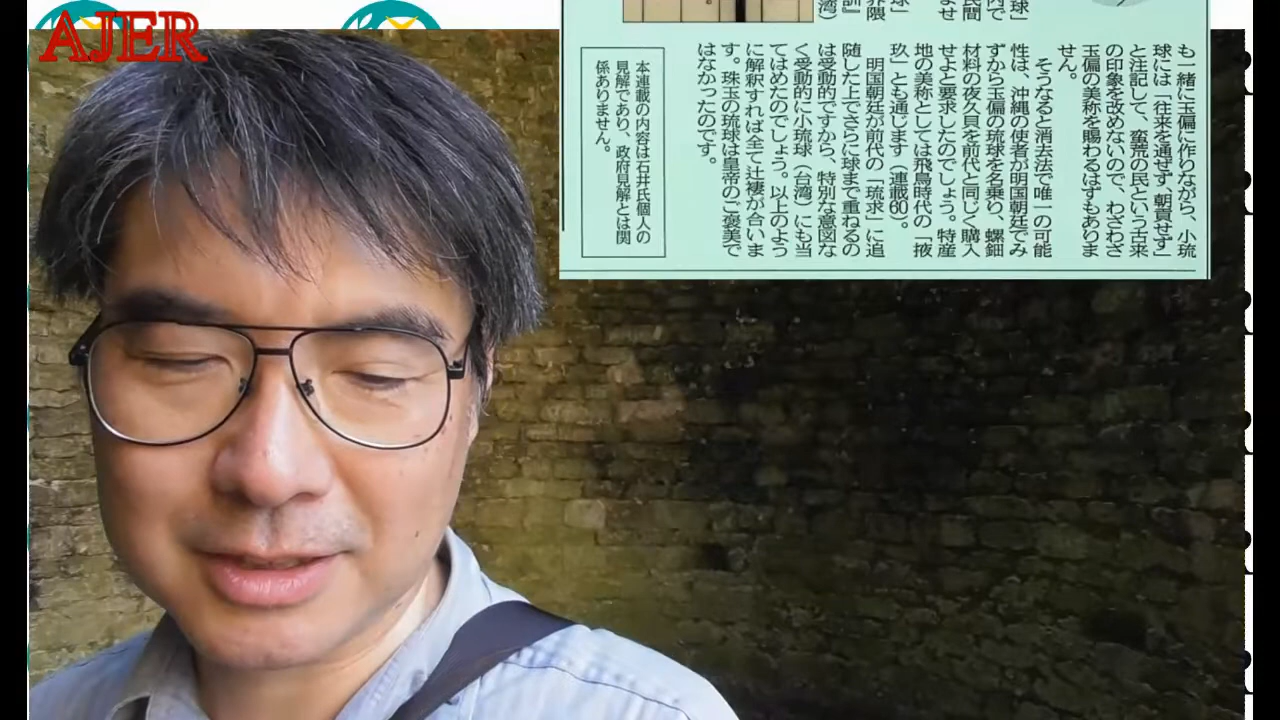 AJER
球」
内で
民間
ませ
球」
界隈
訓』
湾）
も一緒に玉偏に作りながら、小琉
球には「往来を通ぜず、朝貢せず」
と注記して、蛮荒の民という古来
の印象を改めないので、わざわざ
玉偏の美称を賜わるはずもありま
せん。
そうなると消去法で唯一の可能
性は、沖縄の使者が明国朝廷でみ
ずから玉偏の琉球を名乗り、螺鈿
材料の夜久貝を前代と同じく購入
せよと要求したのでしょう。特産
地の美称としては飛鳥時代の「掖
玖」とも通じます（連載60）。
明国朝廷が前代の「琉求」に追
随した上でさらに球まで重ねるの
は受動的ですから、特別な意図な
く受動的に小琉球（台湾）にも当
てはめたのでしょう。以上のよう
に解釈すれば全て辻褄が合いま
す。珠玉の琉球は皇帝のご褒美で
はなかったのです。
本連載の内容は石井氏個人の
見解であり、政府見解とは関
係ありません。